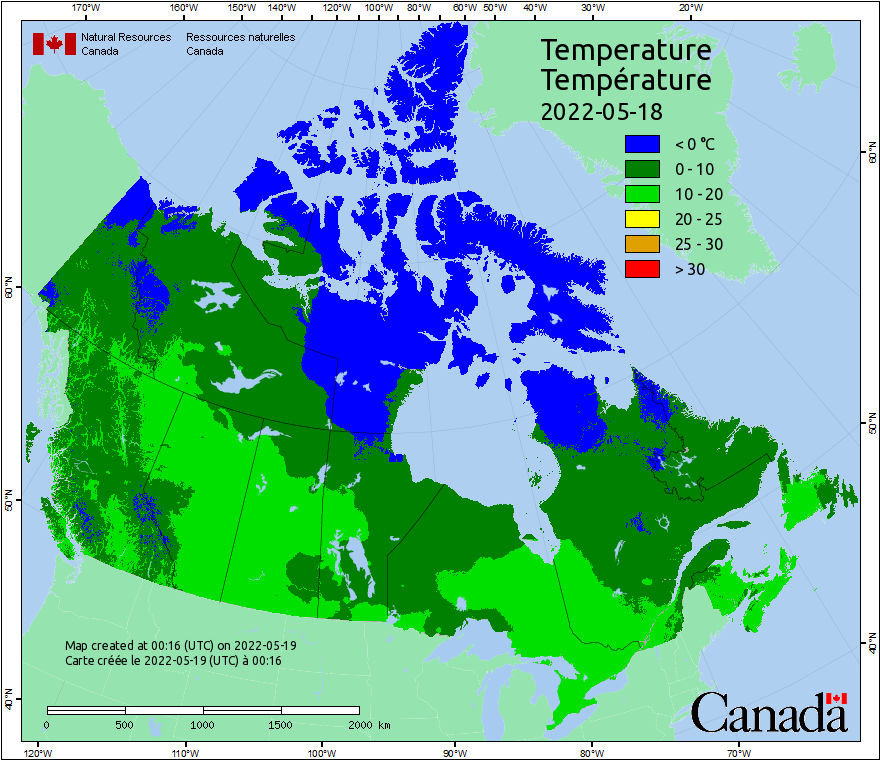 170°W 160°W 150°W 140°W 130°W 120°W 110°W 100°W 90°W 80°W 70°W 60°W 50°W 40°W 30°W 20°W
Natural Resources Ressources naturelles
Canada Canada
Temperature
Température
2022-05-18
< 0 °C
0 - 10
10 - 20
20 - 25
25 - 30
> 30
60°N 60°N
50°N 50°N
40°N 40°N
Map created at 00:16 (UTC) on 2022-05-19
Carte créée le 2022-05-19 (UTC) à 00:16
0 500 1000 1500 2000 km
Canada
120°W 110°W 100°W 90°W 80°W 70°W